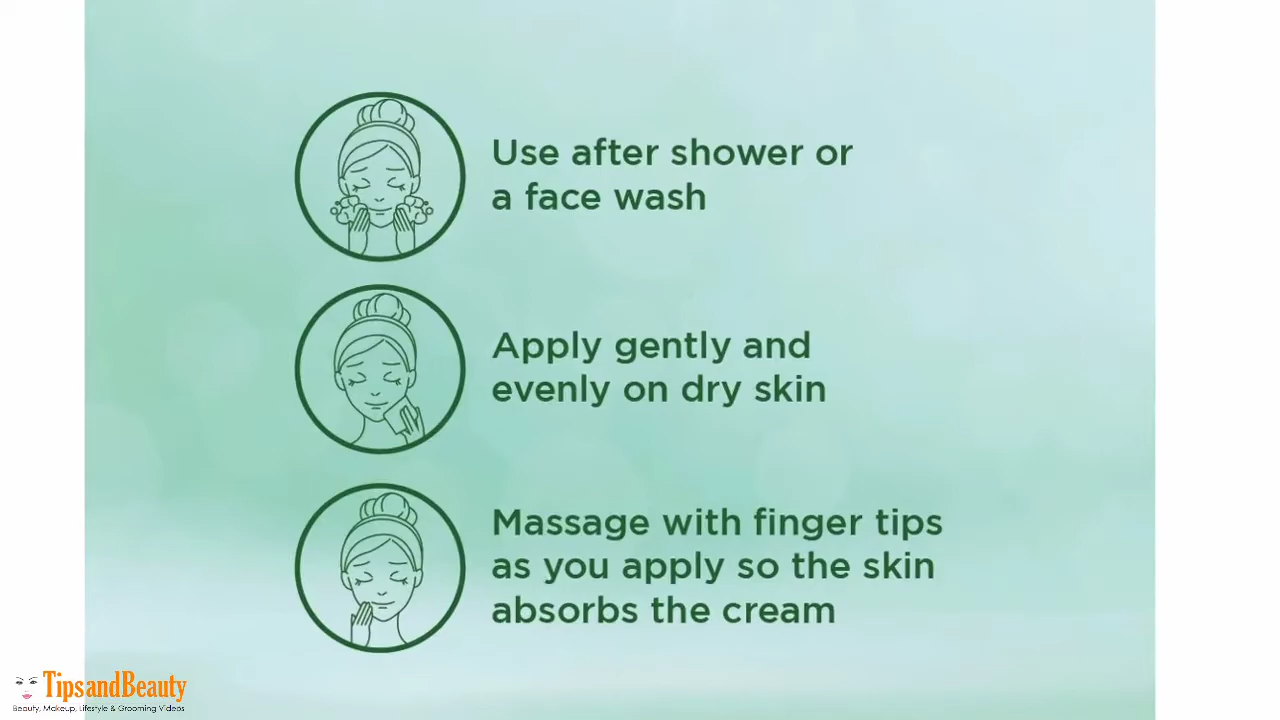 Use after shower or
a face wash
Apply gently and
evenly on dry skin
Massage with finger tips
as you apply so the skin
absorbs the cream
TipsandBeauty
Beauty, Makeup, Lifestyle & Grooming Videos